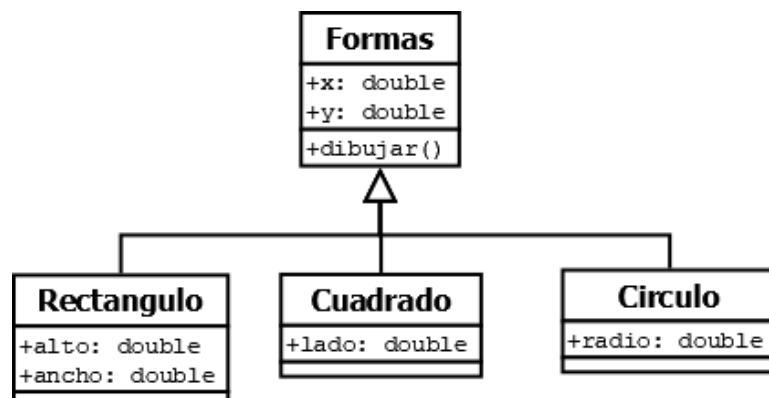 Formas
+x: double
+y: double
+dibujar()
Rectangulo
+alto: double
+ancho: double
Cuadrado
+lado: double
Circulo
+radio: double